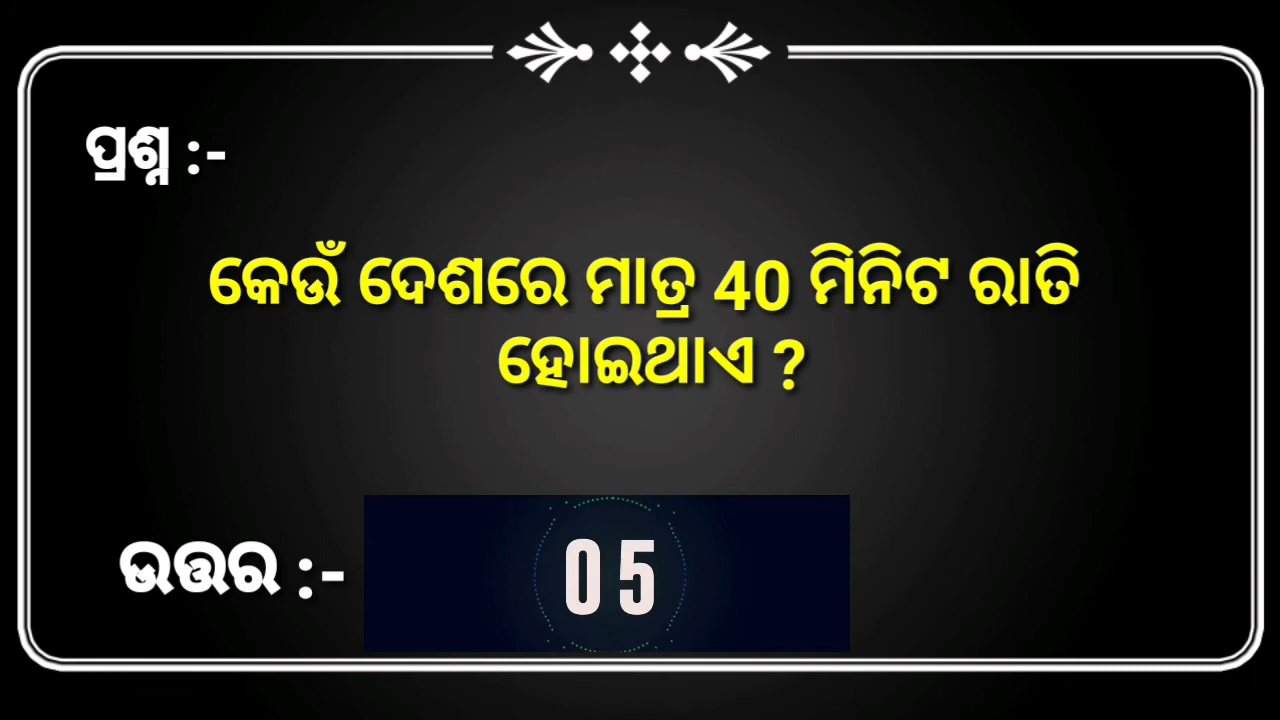 ପ୍ରଶ୍ନ :-
କେଉଁ ଦେଶରେ ମାତ୍ର 40 ମିନିଟ ରାତି
ହୋଇଥାଏ ?
ଉତ୍ତର :- 05